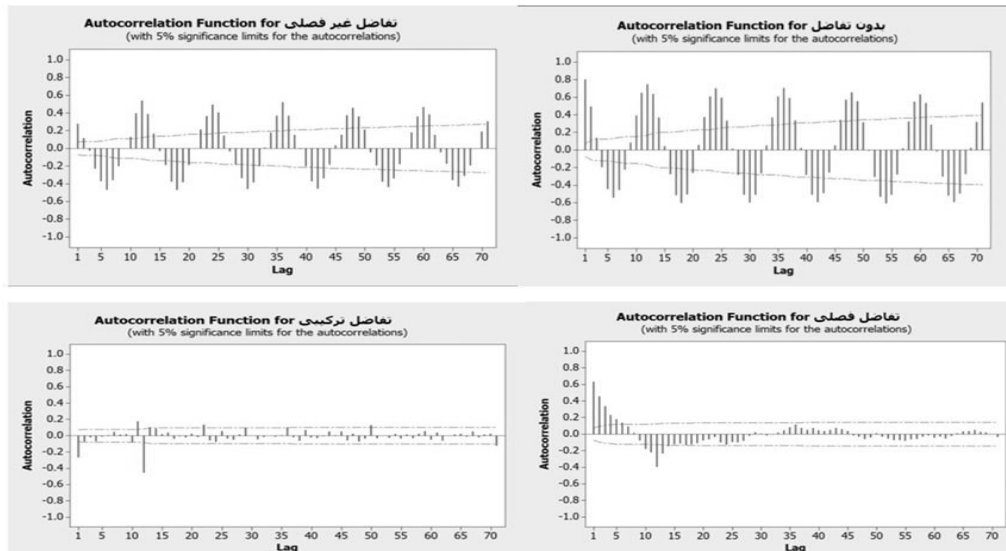 Autocorrelation Function for تفاضل غیر فصلی
(with 5% significance limits for the autocorrelations)
Autocorrelation
1.0
0.8
0.6
0.4
0.2
0.0
-0.2
-0.4
-0.6
-0.8
-1.0
1 5 10 15 20 25 30 35 40 45 50 55 60 65 70
Lag
Autocorrelation Function for بدون تفاضل
(with 5% significance limits for the autocorrelations)
Autocorrelation
1.0
0.8
0.6
0.4
0.2
0.0
-0.2
-0.4
-0.6
-0.8
-1.0
1 5 10 15 20 25 30 35 40 45 50 55 60 65 70
Lag
Autocorrelation Function for تفاضل ترکیبی
(with 5% significance limits for the autocorrelations)
Autocorrelation
1.0
0.8
0.6
0.4
0.2
0.0
-0.2
-0.4
-0.6
-0.8
-1.0
1 5 10 15 20 25 30 35 40 45 50 55 60 65 70
Lag
Autocorrelation Function for تفاضل فصلی
(with 5% significance limits for the autocorrelations)
Autocorrelation
1.0
0.8
0.6
0.4
0.2
0.0
-0.2
-0.4
-0.6
-0.8
-1.0
1 5 10 15 20 25 30 35 40 45 50 55 60 65 70
Lag